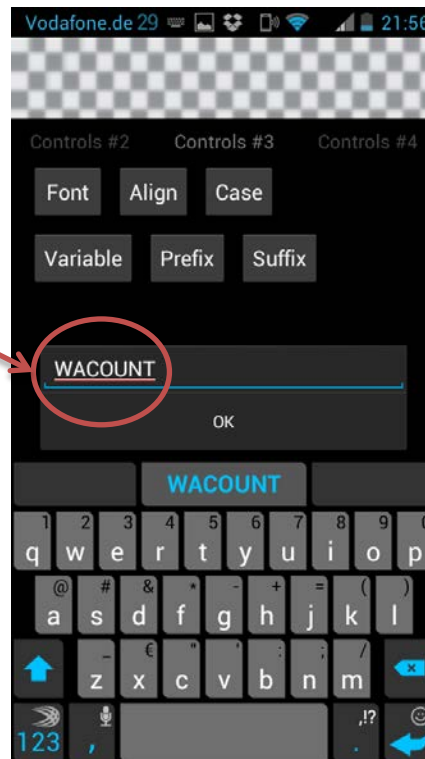 Vodafone.de 29 21:56
Controls #2 Controls #3 Controls #4
Font Align Case
Variable Prefix Suffix
WACOUNT
OK
WACOUNT
1 2 3 4 5 6 7 8 9 0
q w e r t y u i o p
@ # & * - + = ( )
a s d f g h j k l
_ € " ' : ; /
z x c v b n m
,!?
123 , .